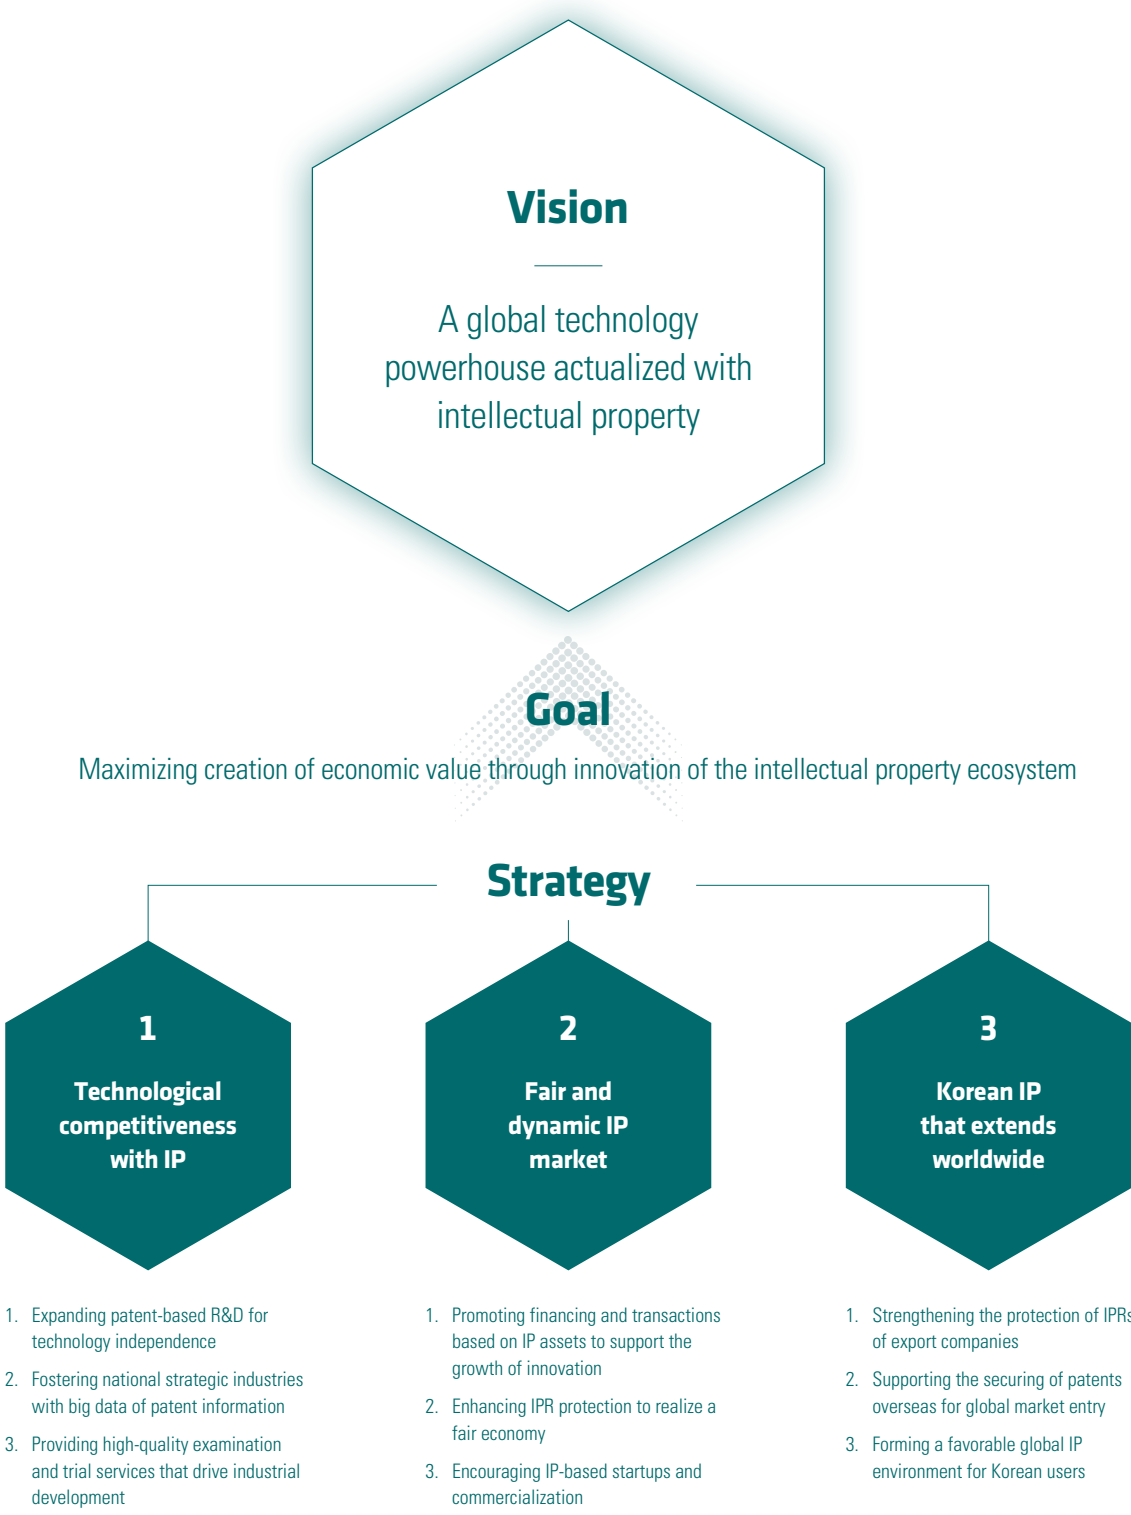 Vision
A global technology
powerhouse actualized with
intellectual property
Goal
Maximizing creation of economic value through innovation of the intellectual property ecosystem
Strategy
1
Technological
competitiveness
with IP
1. Expanding patent-based R&D for
technology independence
2. Fostering national strategic industries
with big data of patent information
3. Providing high-quality examination
and trial services that drive industrial
development
2
Fair and
dynamic IP
market
1. Promoting financing and transactions
based on IP assets to support the
growth of innovation
2. Enhancing IPR protection to realize a
fair economy
3. Encouraging IP-based startups and
commercialization
3
Korean IP
that extends
worldwide
1. Strengthening the protection of IPRs
of export companies
2. Supporting the securing of patents
overseas for global market entry
3. Forming a favorable global IP
environment for Korean users